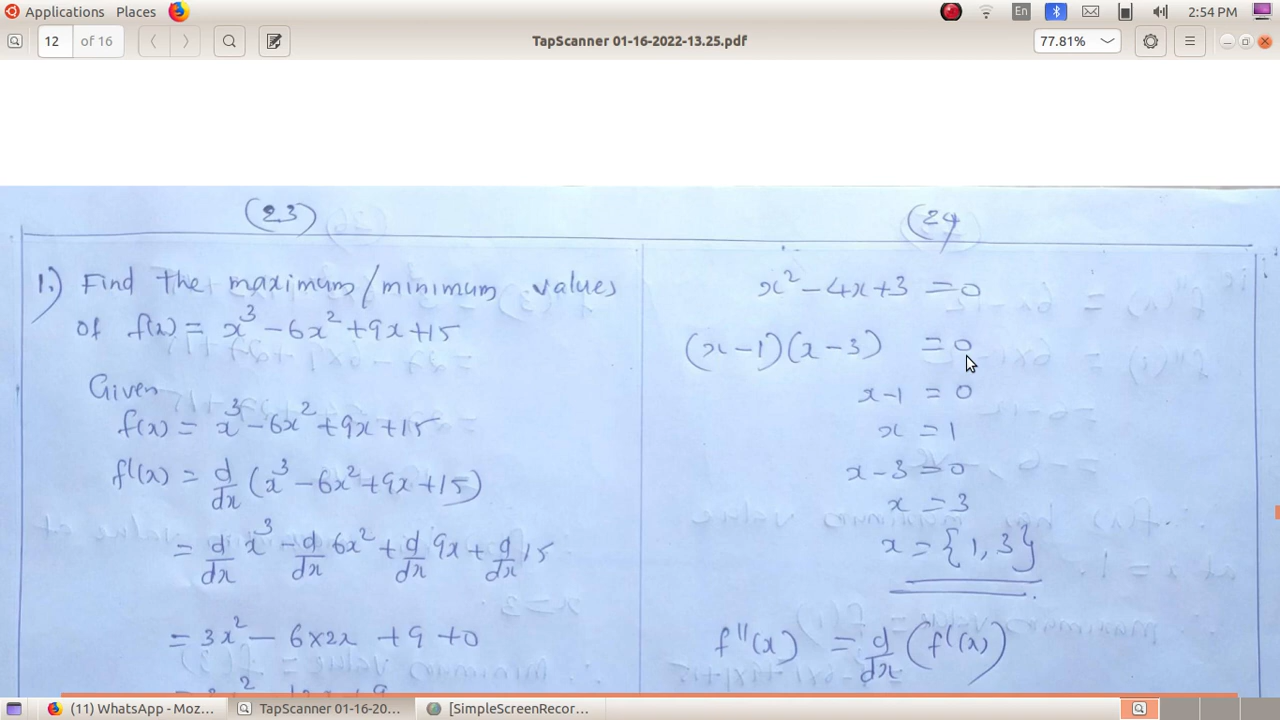 Applications Places En 2:54 PM
12 of 16 TapScanner 01-16-2022-13.25.pdf 77.81%
(23)
1.) Find the maximum/minimum values
of f(x) = x³ - 6x² + 9x + 15
Given
f(x) = x³ - 6x² + 9x + 15
f'(x) = d/dx (x³ - 6x² + 9x + 15)
= d/dx x³ - d/dx 6x² + d/dx 9x + d/dx 15
= 3x² - 6×2x + 9 + 0
(24)
x² - 4x + 3 = 0
(x - 1)(x - 3) = 0
x - 1 = 0
x = 1
x - 3 = 0
x = 3
x = {1, 3}
f''(x) = d/dx (f'(x))
(11) WhatsApp - Moz... TapScanner 01-16-20... [SimpleScreenRecor...